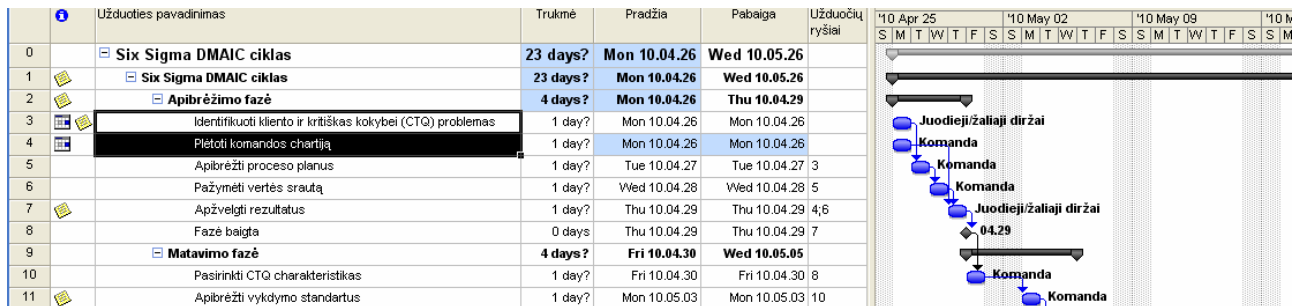 Užduoties pavadinimas Trukmė Pradžia Pabaiga Užduočių ryšiai '10 Apr 25 '10 May 02 '10 May 09 '10 M
S M T W T F S S M T W T F S S M T W T F S S M
0 Six Sigma DMAIC ciklas 23 days? Mon 10.04.26 Wed 10.05.26
1 Six Sigma DMAIC ciklas 23 days? Mon 10.04.26 Wed 10.05.26
2 Apibrėžimo fazė 4 days? Mon 10.04.26 Thu 10.04.29
3 Identifikuoti kliento ir kritiškas kokybei (CTQ) problemas 1 day? Mon 10.04.26 Mon 10.04.26 Juodieji/žaliaji diržai
4 Plėtoti komandos chartiją 1 day? Mon 10.04.26 Mon 10.04.26 Komanda
5 Apibrėžti proceso planus 1 day? Tue 10.04.27 Tue 10.04.27 3 Komanda
6 Pažymėti vertės srautą 1 day? Wed 10.04.28 Wed 10.04.28 5 Komanda
7 Apžvelgti rezultatus 1 day? Thu 10.04.29 Thu 10.04.29 4;6 Juodieji/žaliaji diržai
8 Fazė baigta 0 days Thu 10.04.29 Thu 10.04.29 7 04.29
9 Matavimo fazė 4 days? Fri 10.04.30 Wed 10.05.05
10 Pasirinkti CTQ charakteristikas 1 day? Fri 10.04.30 Fri 10.04.30 8 Komanda
11 Apibrėžti vykdymo standartus 1 day? Mon 10.05.03 Mon 10.05.03 10 Komanda